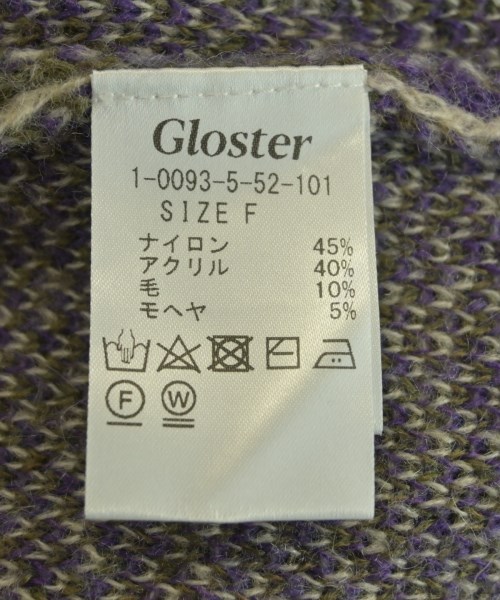 Gloster
1-0093-5-52-101
SIZE F
ナイロン 45%
アクリル 40%
毛 10%
モヘヤ 5%
F W